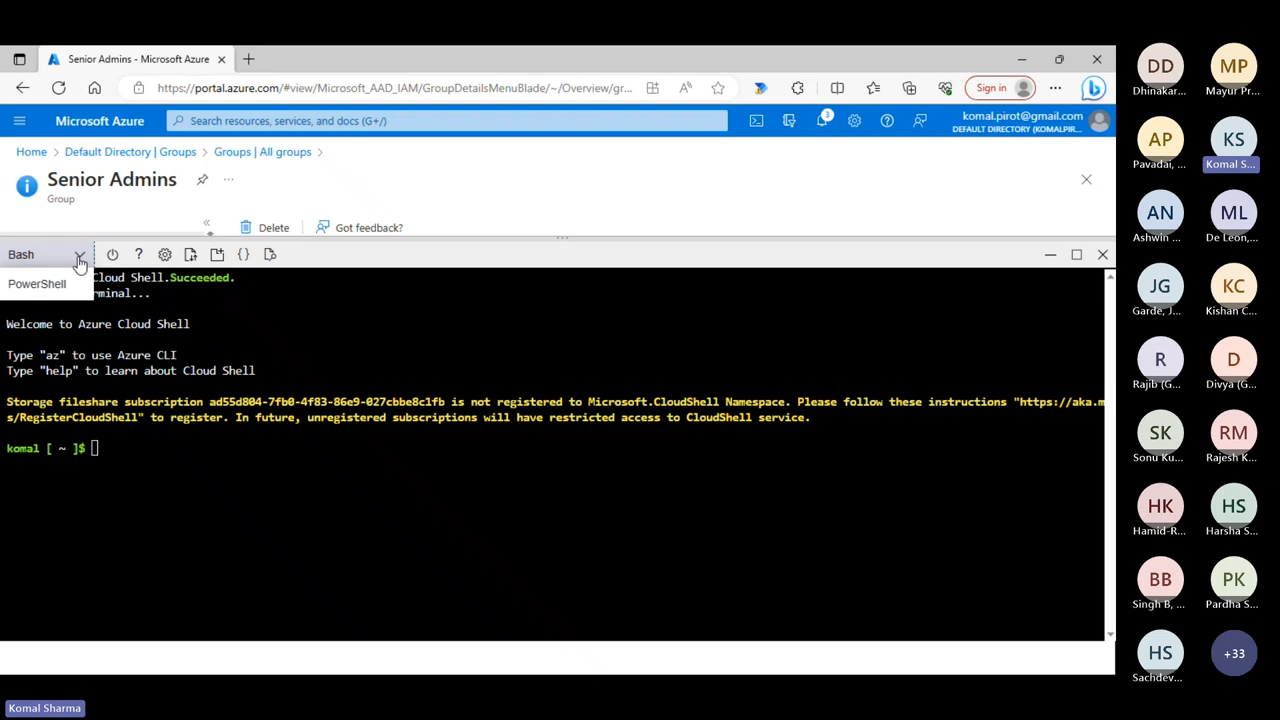 Senior Admins - Microsoft Azure
https://portal.azure.com/#view/Microsoft_AAD_IAM/GroupDetailsMenuBlade/~/Overview/gr...
Sign in
Microsoft Azure
Search resources, services, and docs (G+/)
3
komal.pirot@gmail.com
DEFAULT DIRECTORY (KOMALPIR...
Home > Default Directory | Groups > Groups | All groups >
Senior Admins
Group
Delete
Got feedback?
Bash
PowerShell
Cloud Shell.Succeeded.
rminal...
Welcome to Azure Cloud Shell
Type "az" to use Azure CLI
Type "help" to learn about Cloud Shell
Storage fileshare subscription ad55d804-7fb0-4f83-86e9-027cbbe8c1fb is not registered to Microsoft.CloudShell Namespace. Please follow these instructions "https://aka.m
s/RegisterCloudShell" to register. In future, unregistered subscriptions will have restricted access to CloudShell service.
komal [ ~ ]$
Komal Sharma
DD
Dhinakar...
MP
Mayur Pr...
AP
Pavadai, ...
KS
Komal S...
AN
Ashwin ...
ML
De Leon,...
JG
Garde, J...
KC
Kishan C...
R
Rajib (G...
D
Divya (G...
SK
Sonu Ku...
RM
Rajesh K...
HK
Hamid-R...
HS
Harsha S...
BB
Singh B, ...
PK
Pardha S...
HS
Sachdev...
+33